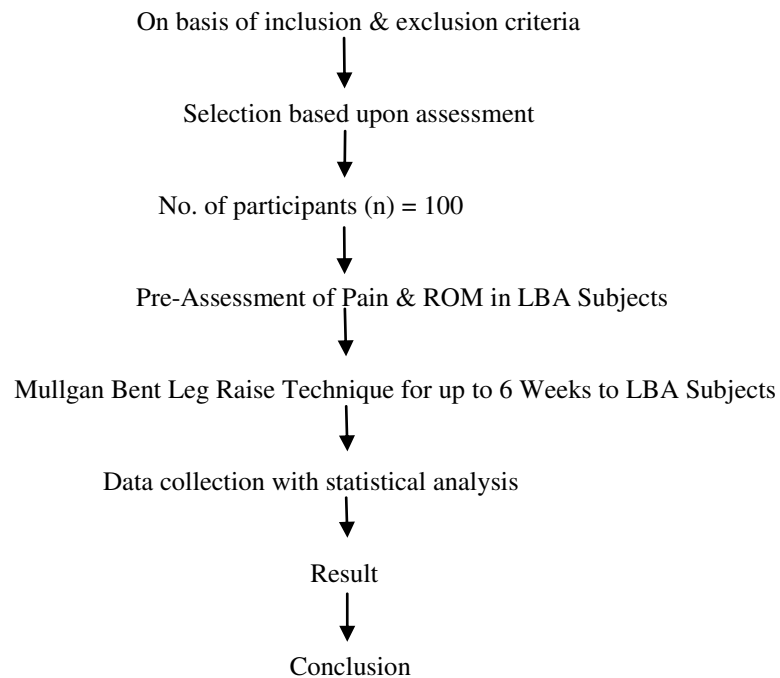 On basis of inclusion & exclusion criteria
Selection based upon assessment
No. of participants (n) = 100
Pre-Assessment of Pain & ROM in LBA Subjects
Mullgan Bent Leg Raise Technique for up to 6 Weeks to LBA Subjects
Data collection with statistical analysis
Result
Conclusion